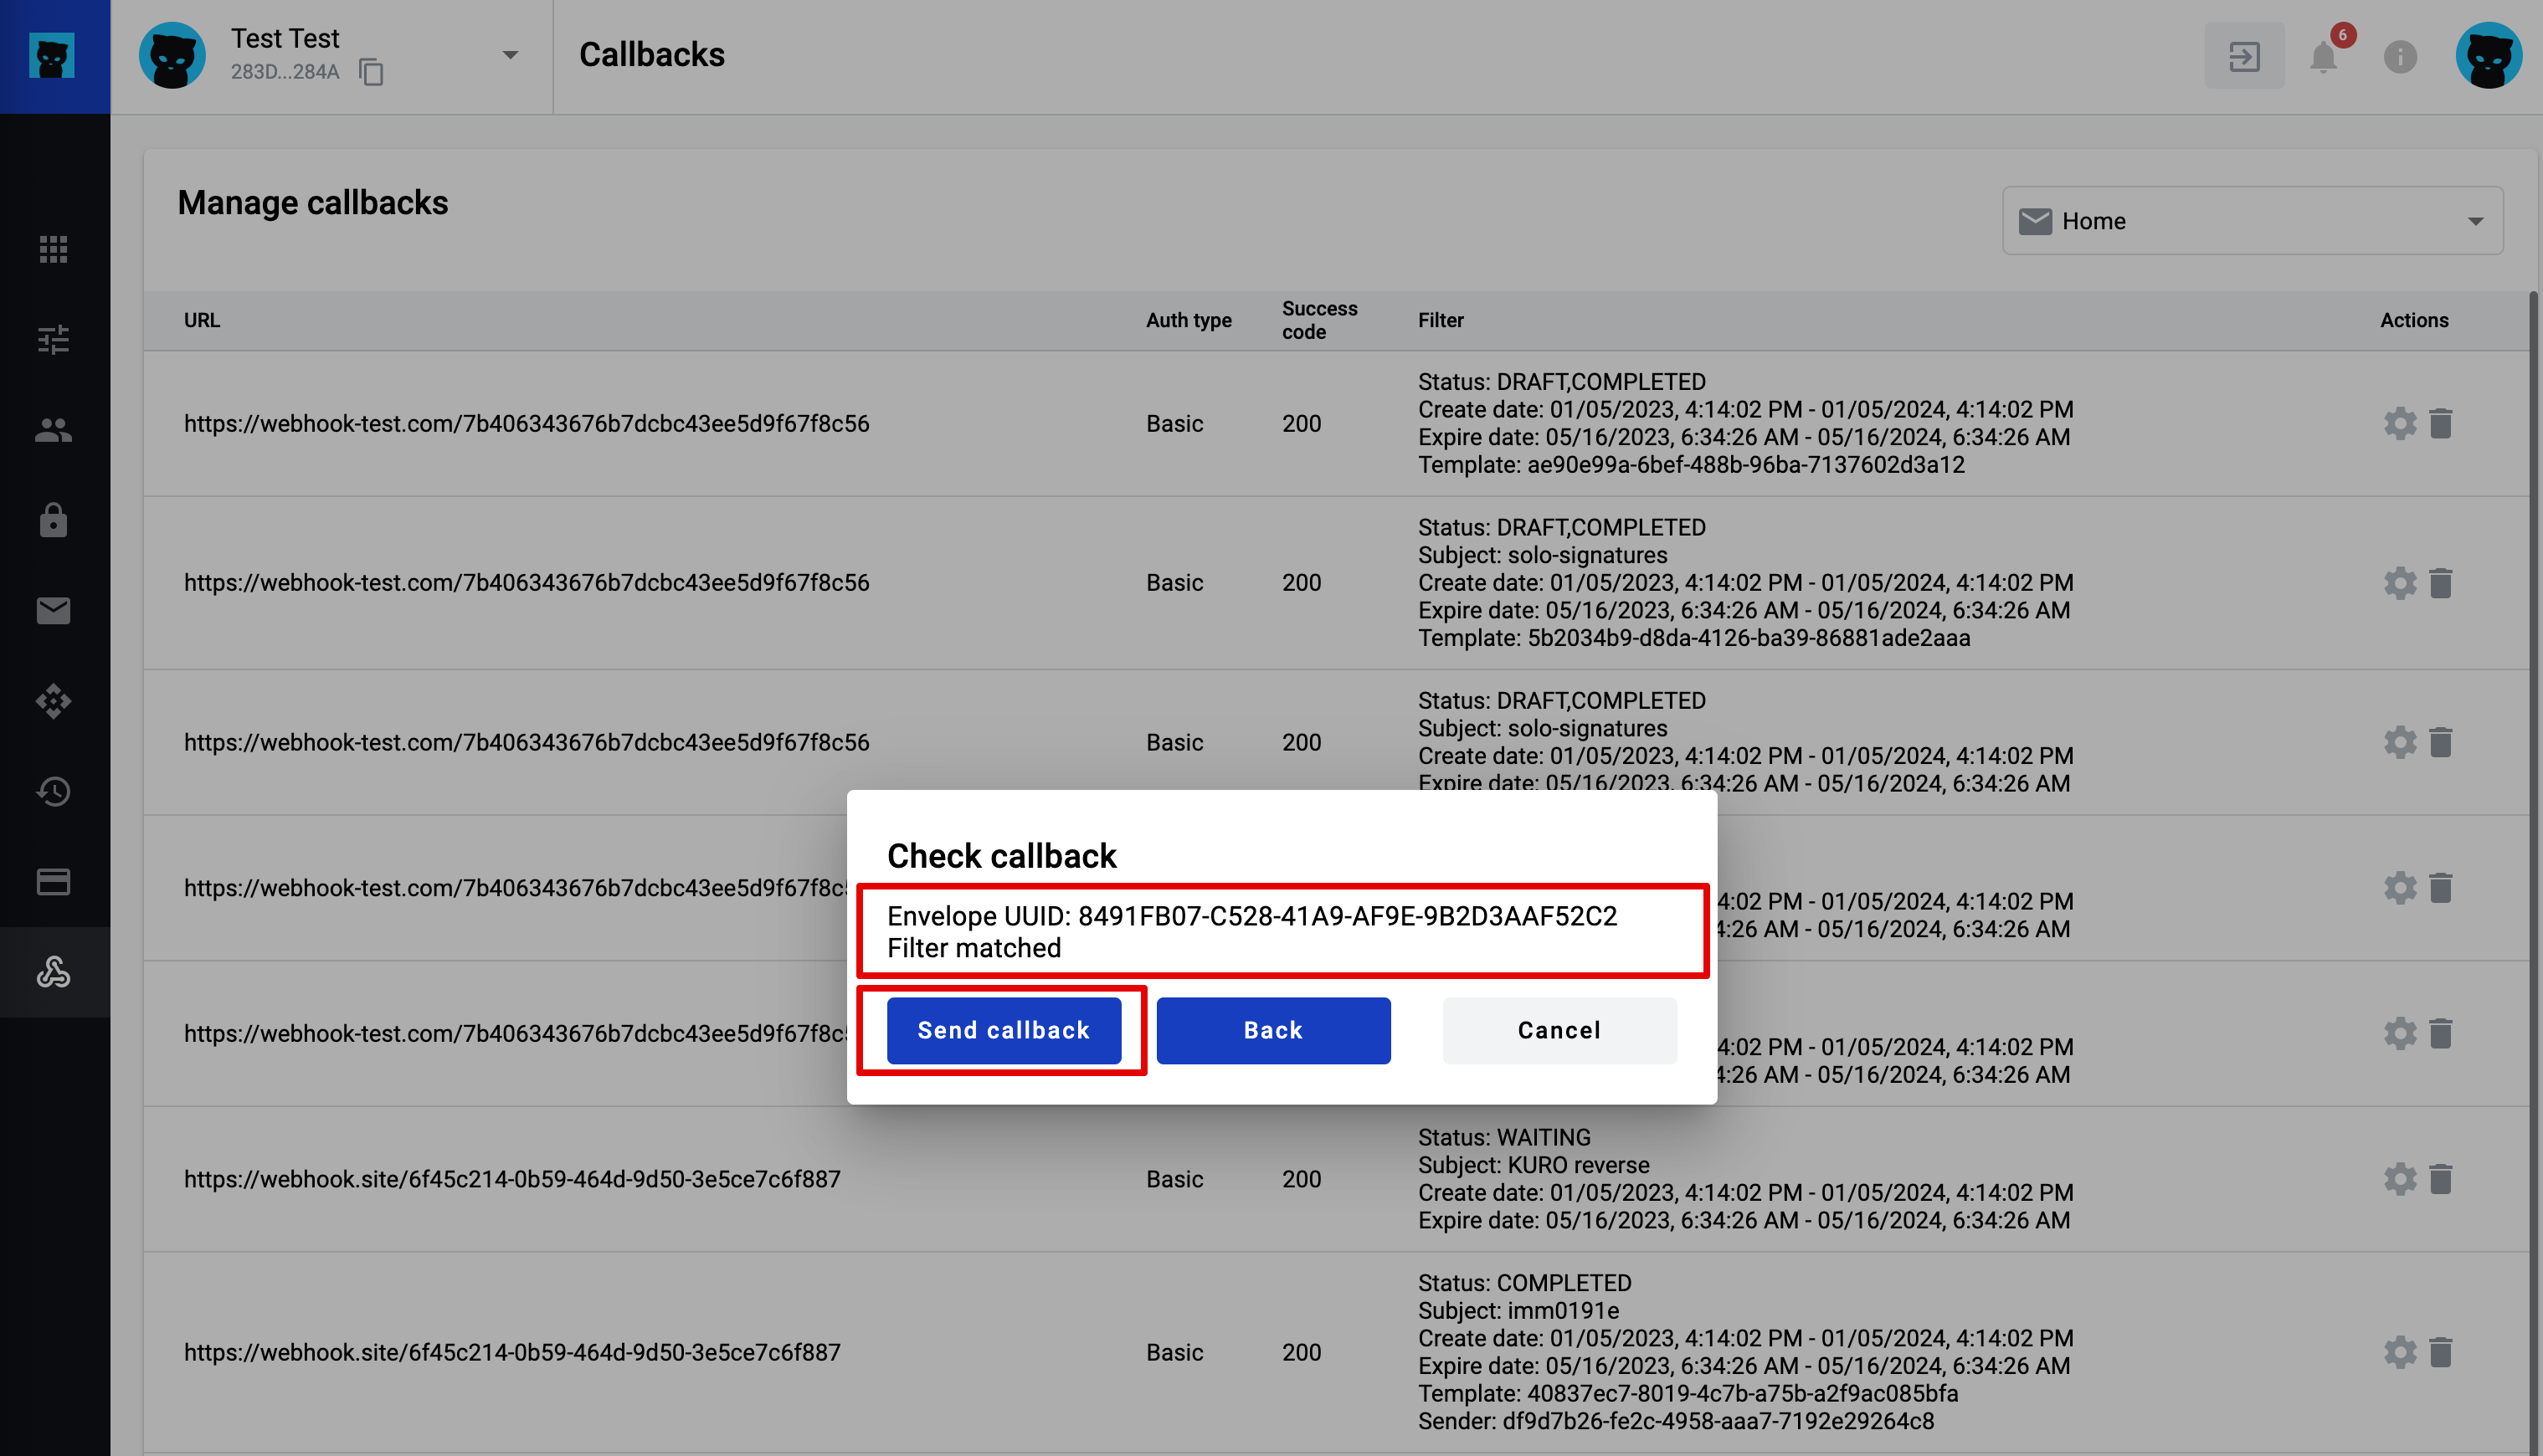 Test Test
283D...284A
Callbacks
6
Manage callbacks
Home
URL
Auth type
Success
code
Filter
Actions
https://webhook-test.com/7b406343676b7dcbc43ee5d9f67f8c56
Basic
200
Status: DRAFT,COMPLETED
Create date: 01/05/2023, 4:14:02 PM - 01/05/2024, 4:14:02 PM
Expire date: 05/16/2023, 6:34:26 AM - 05/16/2024, 6:34:26 AM
Template: ae90e99a-6bef-488b-96ba-7137602d3a12
https://webhook-test.com/7b406343676b7dcbc43ee5d9f67f8c56
Basic
200
Status: DRAFT,COMPLETED
Subject: solo-signatures
Create date: 01/05/2023, 4:14:02 PM - 01/05/2024, 4:14:02 PM
Expire date: 05/16/2023, 6:34:26 AM - 05/16/2024, 6:34:26 AM
Template: 5b2034b9-d8da-4126-ba39-86881ade2aaa
https://webhook-test.com/7b406343676b7dcbc43ee5d9f67f8c56
Basic
200
Status: DRAFT,COMPLETED
Subject: solo-signatures
Create date: 01/05/2023, 4:14:02 PM - 01/05/2024, 4:14:02 PM
Expire date: 05/16/2023, 6:34:26 AM - 05/16/2024, 6:34:26 AM
https://webhook-test.com/7b406343676b7dcbc43ee5d9f67f8c
4:02 PM - 01/05/2024, 4:14:02 PM
4:26 AM - 05/16/2024, 6:34:26 AM
Check callback
Envelope UUID: 8491FB07-C528-41A9-AF9E-9B2D3AAF52C2
Filter matched
Send callback
Back
Cancel
https://webhook-test.com/7b406343676b7dcbc43ee5d9f67f8c
4:02 PM - 01/05/2024, 4:14:02 PM
4:26 AM - 05/16/2024, 6:34:26 AM
https://webhook.site/6f45c214-0b59-464d-9d50-3e5ce7c6f887
Basic
200
Status: WAITING
Subject: KURO reverse
Create date: 01/05/2023, 4:14:02 PM - 01/05/2024, 4:14:02 PM
Expire date: 05/16/2023, 6:34:26 AM - 05/16/2024, 6:34:26 AM
https://webhook.site/6f45c214-0b59-464d-9d50-3e5ce7c6f887
Basic
200
Status: COMPLETED
Subject: imm0191e
Create date: 01/05/2023, 4:14:02 PM - 01/05/2024, 4:14:02 PM
Expire date: 05/16/2023, 6:34:26 AM - 05/16/2024, 6:34:26 AM
Template: 40837ec7-8019-4c7b-a75b-a2f9ac085bfa
Sender: df9d7b26-fe2c-4958-aaa7-7192e29264c8